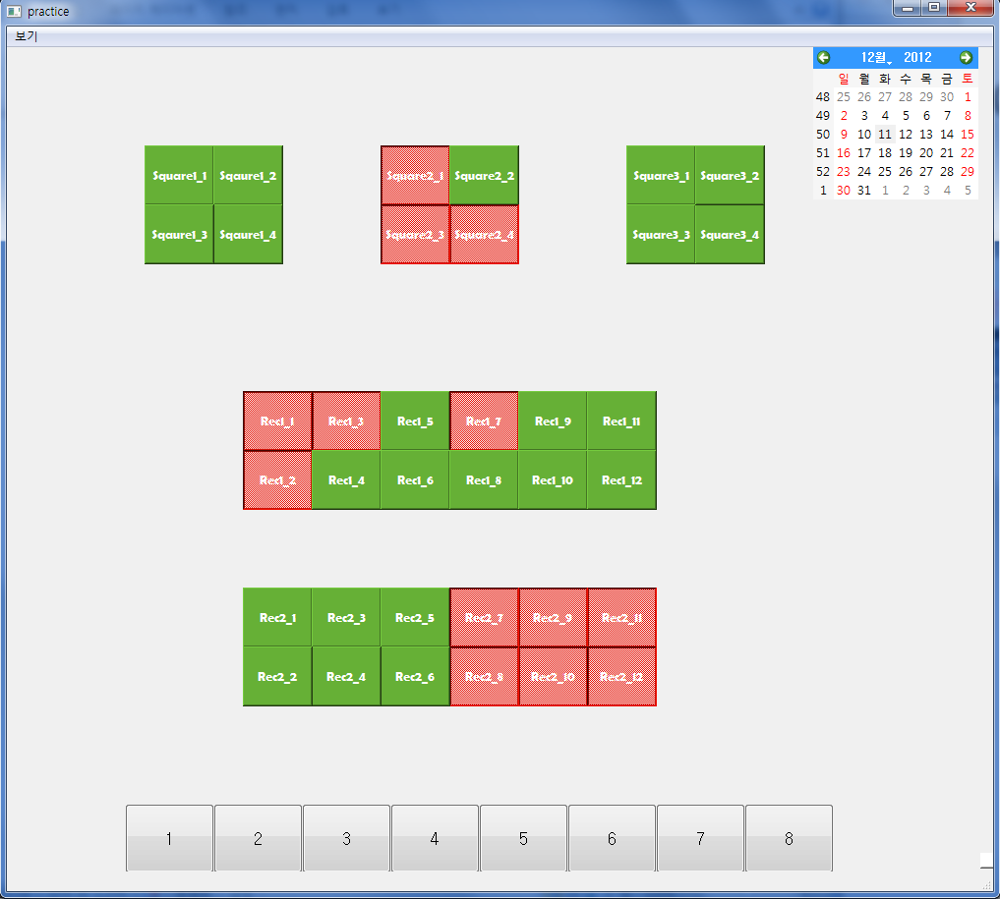 practice
보기
12월 2012
일 월 화 수 목 금 토
48 25 26 27 28 29 30 1
49 2 3 4 5 6 7 8
50 9 10 11 12 13 14 15
51 16 17 18 19 20 21 22
52 23 24 25 26 27 28 29
1 30 31 1 2 3 4 5
Square1_1 Sqaure1_2
Sqaure1_3 Sqaure1_4
Square2_1 Square2_2
Square2_3 Square2_4
Square3_1 Square3_2
Square3_3 Square3_4
Rec1_1 Rec1_3 Rec1_5 Rec1_7 Rec1_9 Rec1_11
Rec1_2 Rec1_4 Rec1_6 Rec1_8 Rec1_10 Rec1_12
Rec2_1 Rec2_3 Rec2_5 Rec2_7 Rec2_9 Rec2_11
Rec2_2 Rec2_4 Rec2_6 Rec2_8 Rec2_10 Rec2_12
1 2 3 4 5 6 7 8